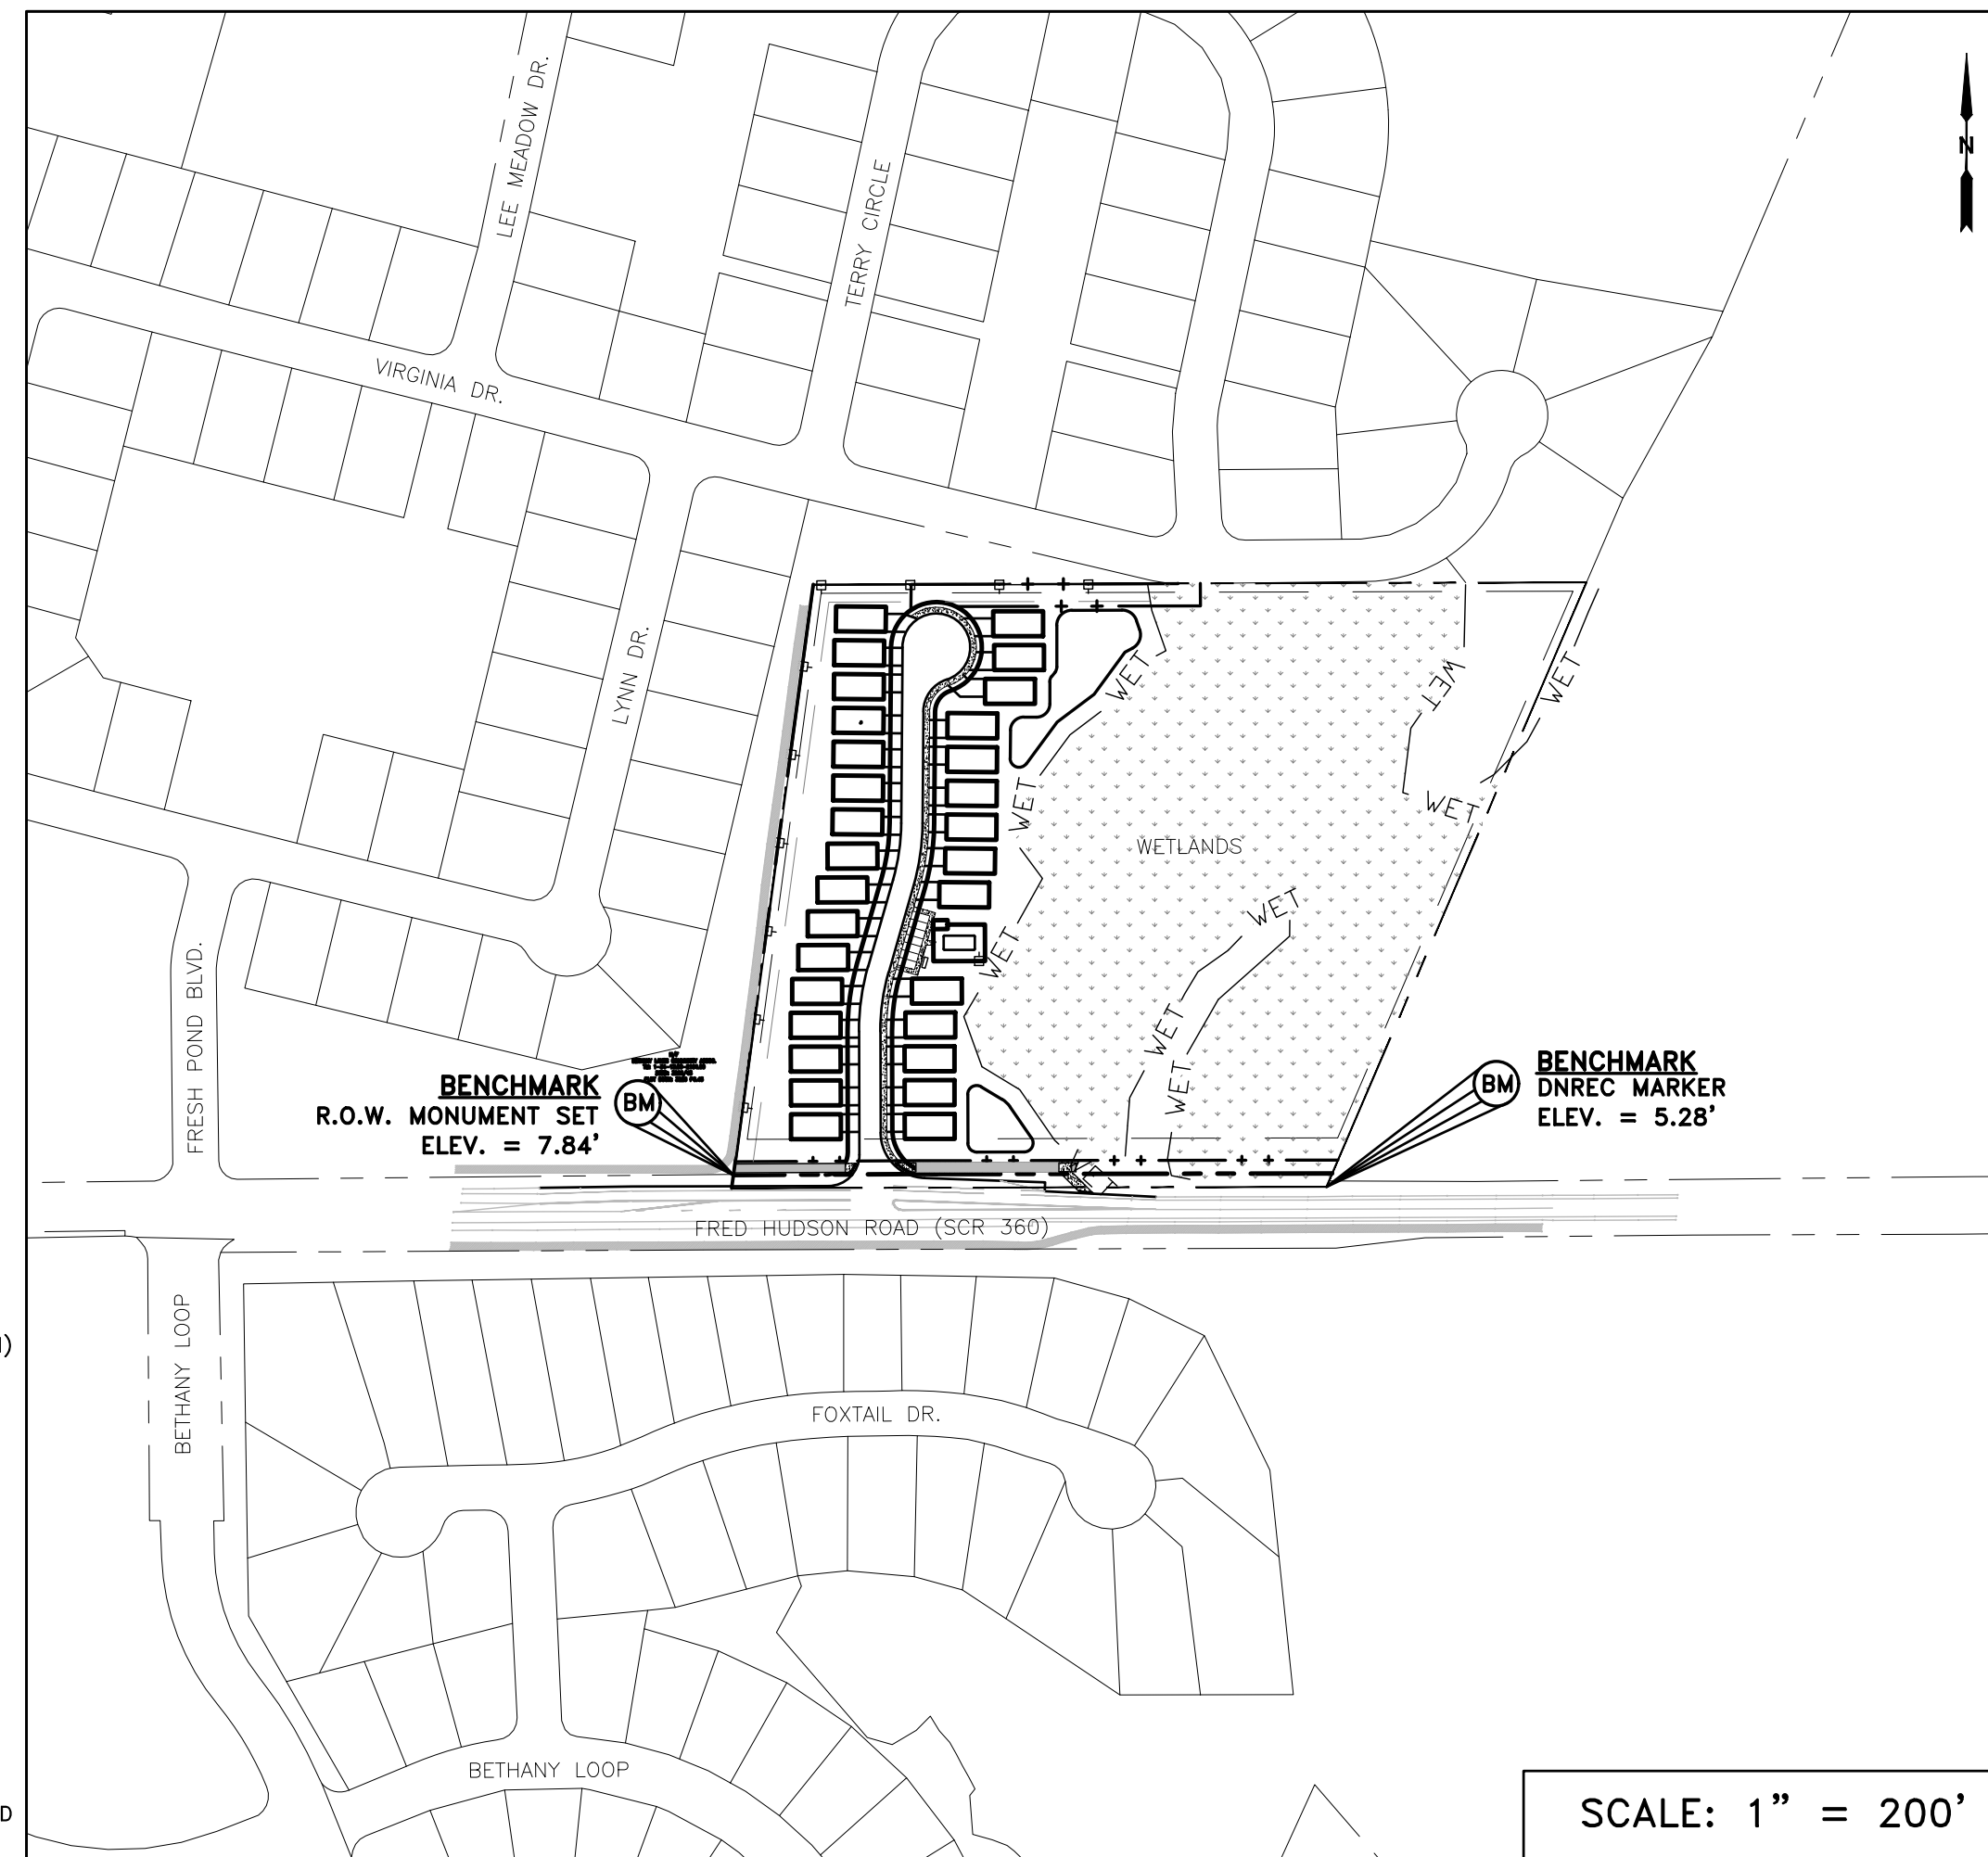 LEE MEADOW DR.
TERRY CIRCLE
N
VIRGINIA DR.
LYNN DR.
WET
WET
WET
WET
WET
WETLANDS
WET
WET
FRESH POND BLVD.
WET
WET
WET
BENCHMARK
R.O.W. MONUMENT SET
ELEV. = 7.84'
BM
BM
BENCHMARK
DNREC MARKER
ELEV. = 5.28'
FRED HUDSON ROAD (SCR 360)
BETHANY LOOP
FOXTAIL DR.
BETHANY LOOP
SCALE: 1" = 200'
D